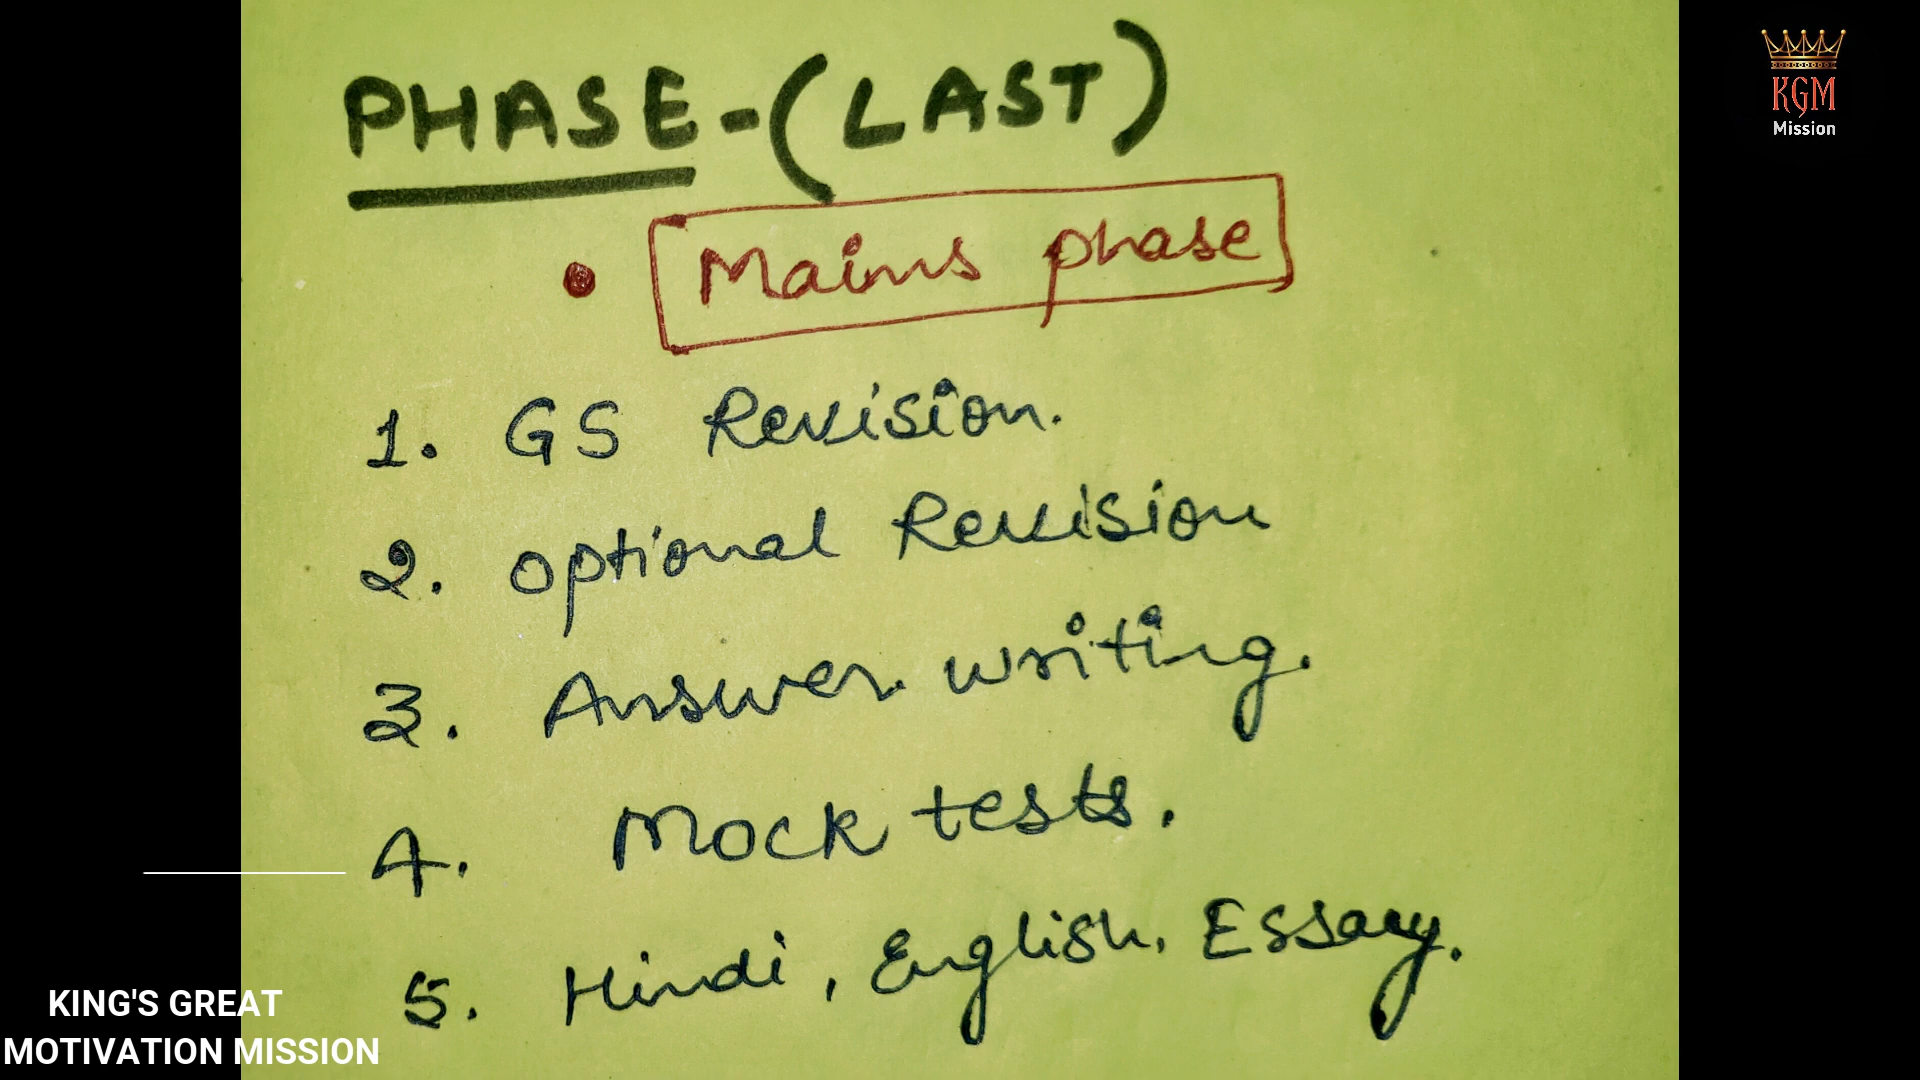 PHASE-(LAST)
• Mains phase
1. GS Revision.
2. optional Revision
3. Answer writing.
4. Mock tests.
5. Hindi, English, Essay.
KGM
Mission
KING'S GREAT
MOTIVATION MISSION